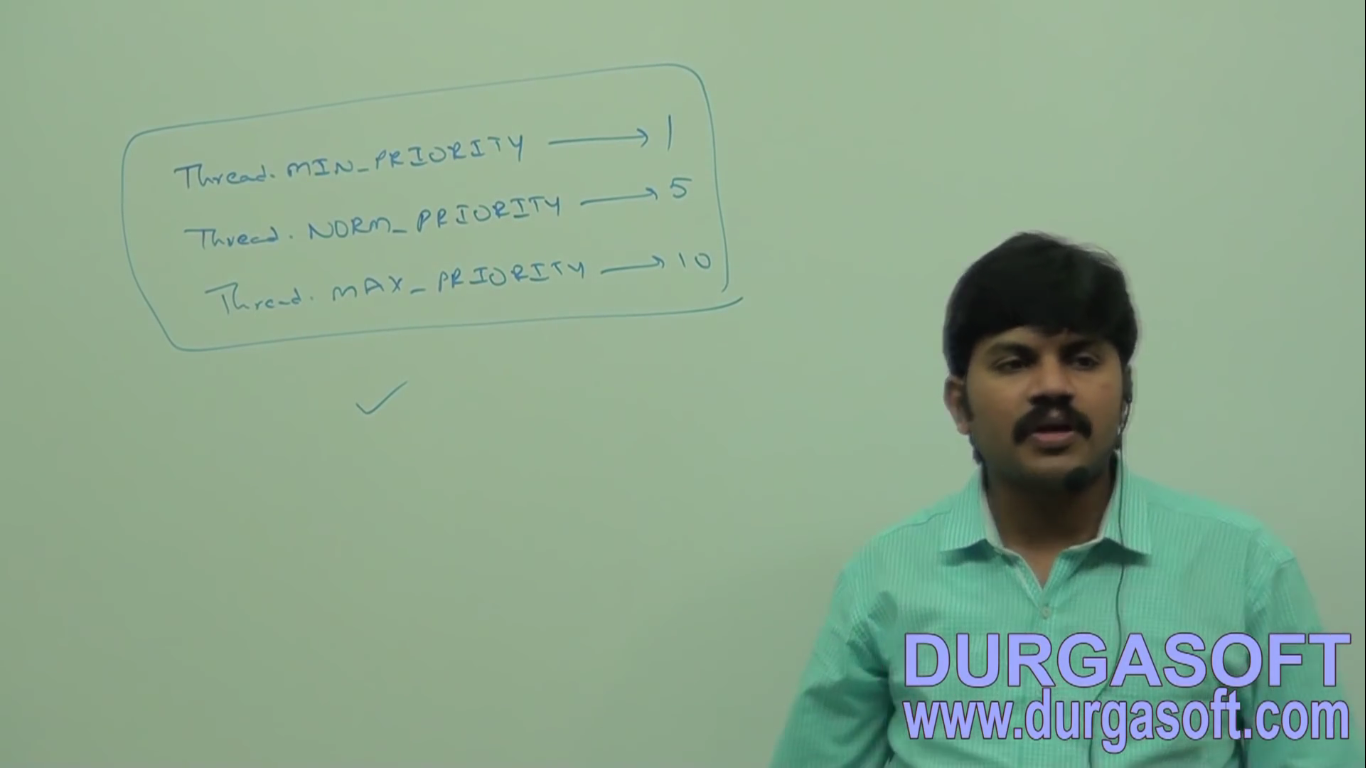 Thread. MIN_PRIORITY → 1
Thread. NORM_PRIORITY → 5
Thread. MAX_PRIORITY → 10
DURGASOFT
www.durgasoft.com